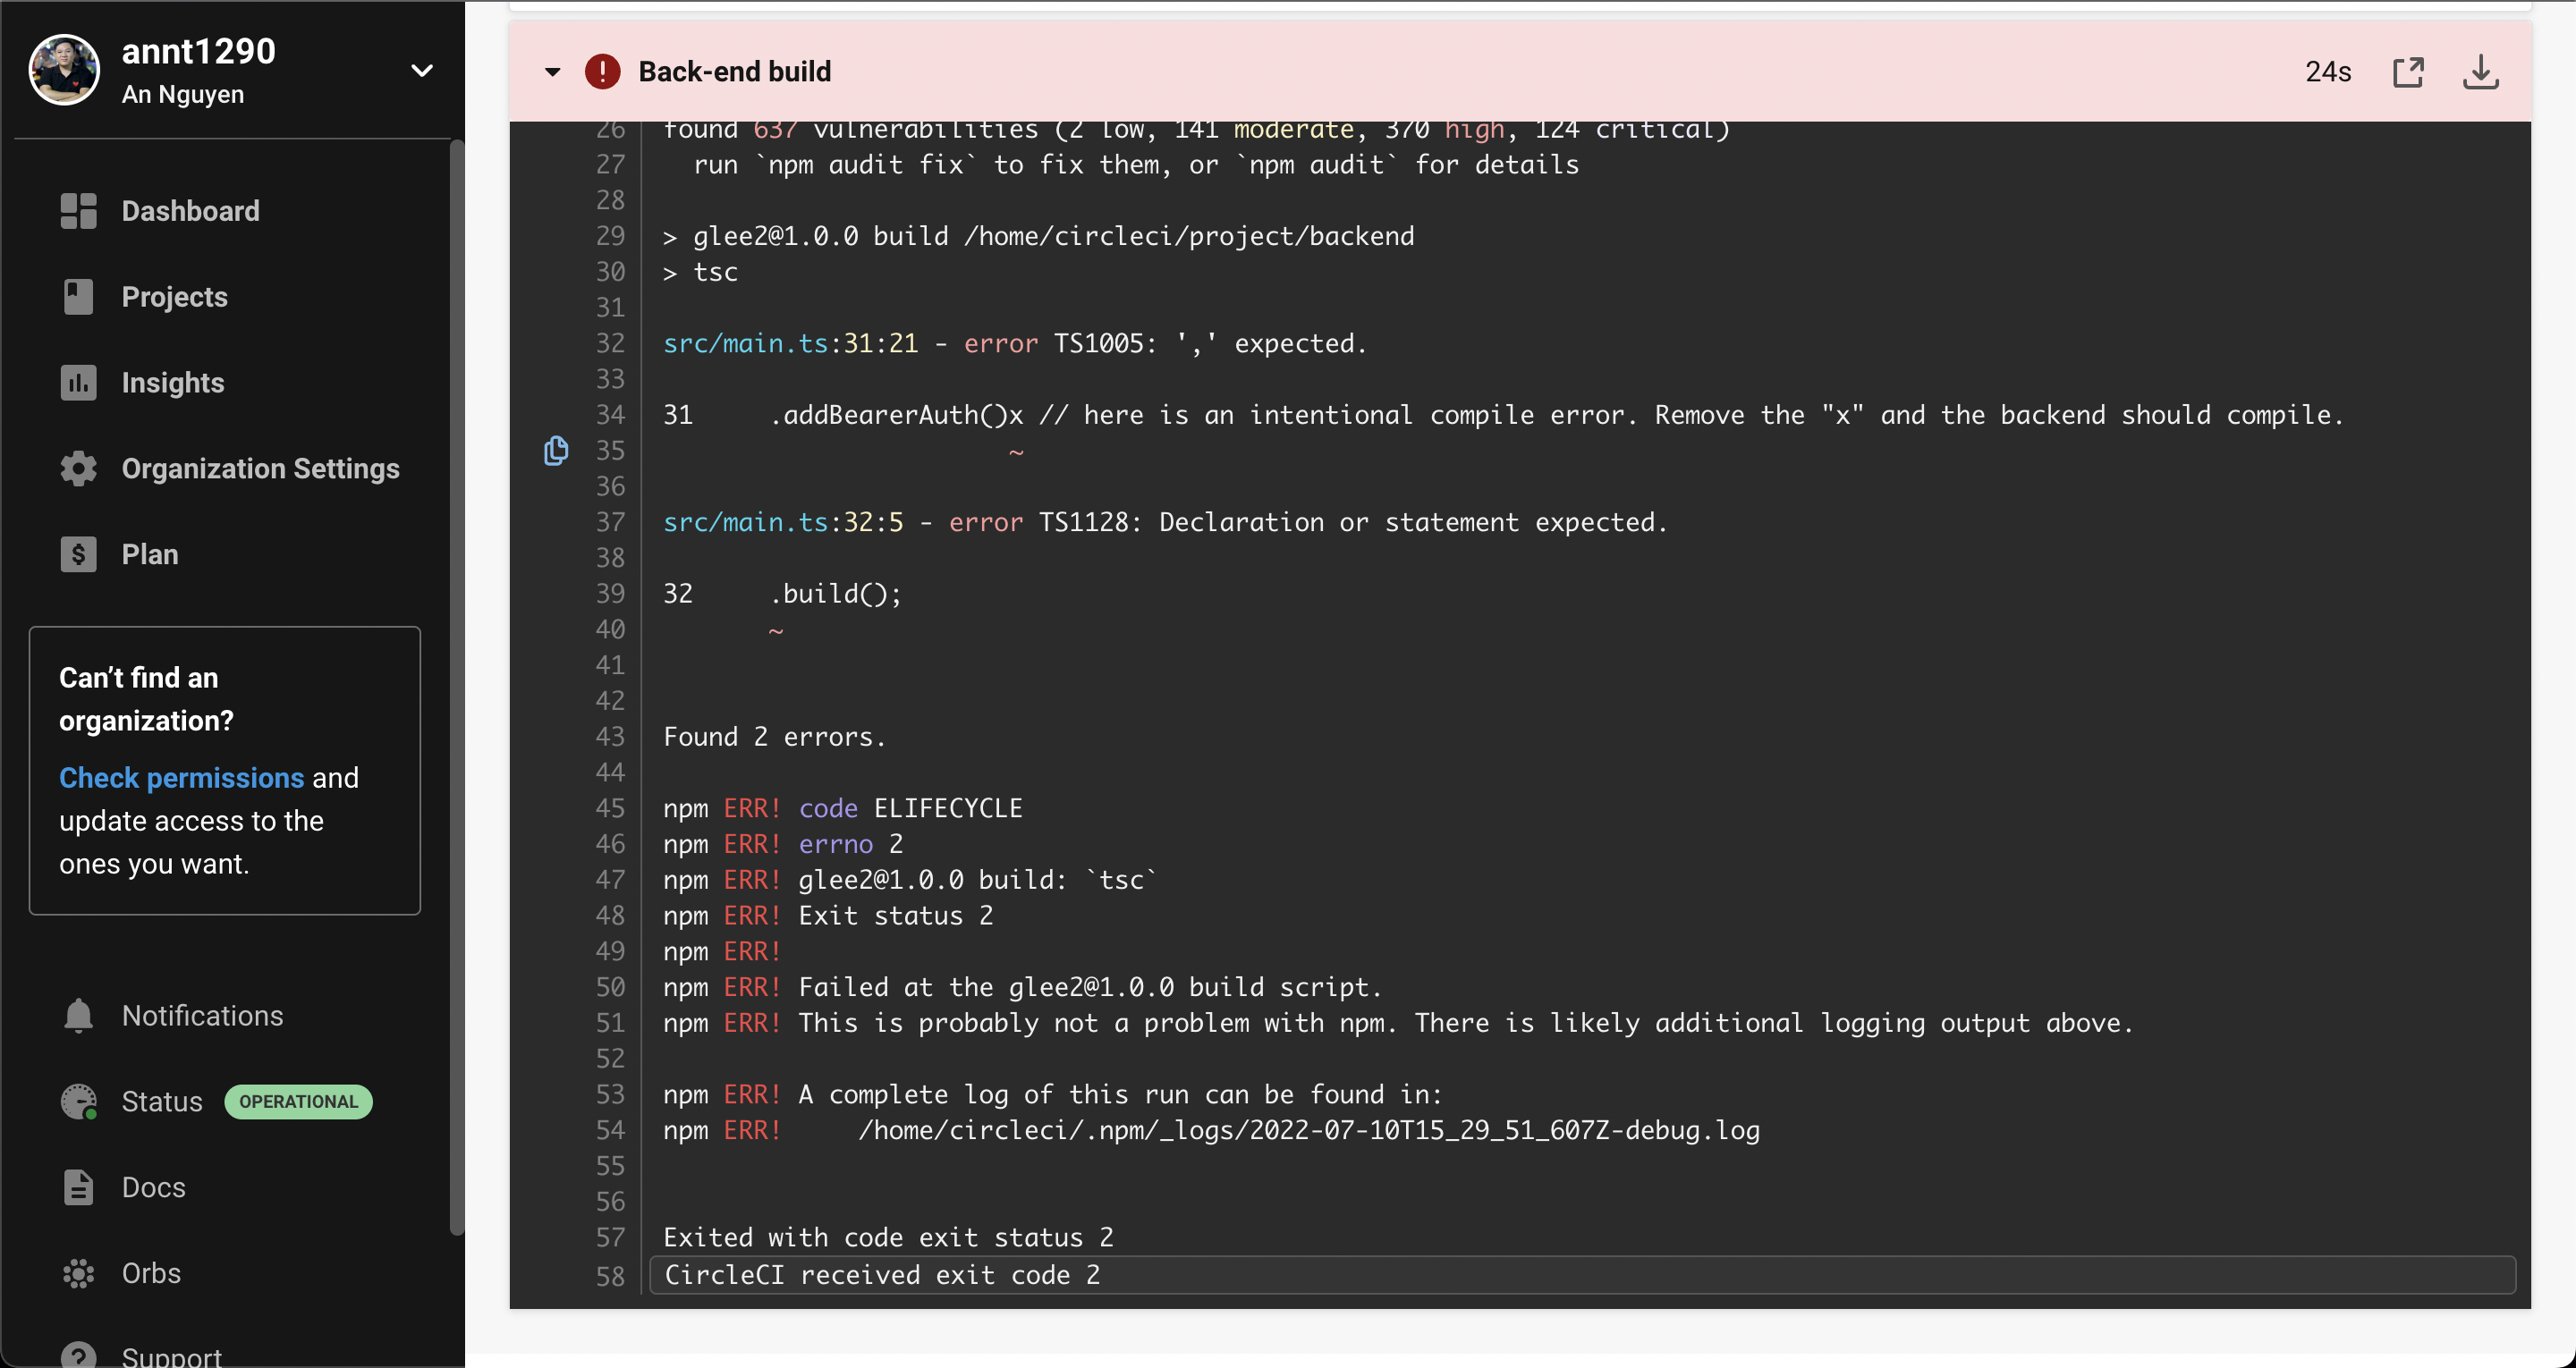 annt1290
An Nguyen
Dashboard
Projects
Insights
Organization Settings
Plan
Can’t find an
organization?
Check permissions and
update access to the
ones you want.
Notifications
Status OPERATIONAL
Docs
Orbs
Support
Back-end build 24s
26 found 637 vulnerabilities (2 low, 141 moderate, 370 high, 124 critical)
27 run `npm audit fix` to fix them, or `npm audit` for details
28
29 > glee2@1.0.0 build /home/circleci/project/backend
30 > tsc
31
32 src/main.ts:31:21 - error TS1005: ',' expected.
33
34 31 .addBearerAuth()x // here is an intentional compile error. Remove the "x" and the backend should compile.
35 ~
36
37 src/main.ts:32:5 - error TS1128: Declaration or statement expected.
38
39 32 .build();
40 ~
41
42
43 Found 2 errors.
44
45 npm ERR! code ELIFECYCLE
46 npm ERR! errno 2
47 npm ERR! glee2@1.0.0 build: `tsc`
48 npm ERR! Exit status 2
49 npm ERR!
50 npm ERR! Failed at the glee2@1.0.0 build script.
51 npm ERR! This is probably not a problem with npm. There is likely additional logging output above.
52
53 npm ERR! A complete log of this run can be found in:
54 npm ERR! /home/circleci/.npm/_logs/2022-07-10T15_29_51_607Z-debug.log
55
56
57 Exited with code exit status 2
58 CircleCI received exit code 2